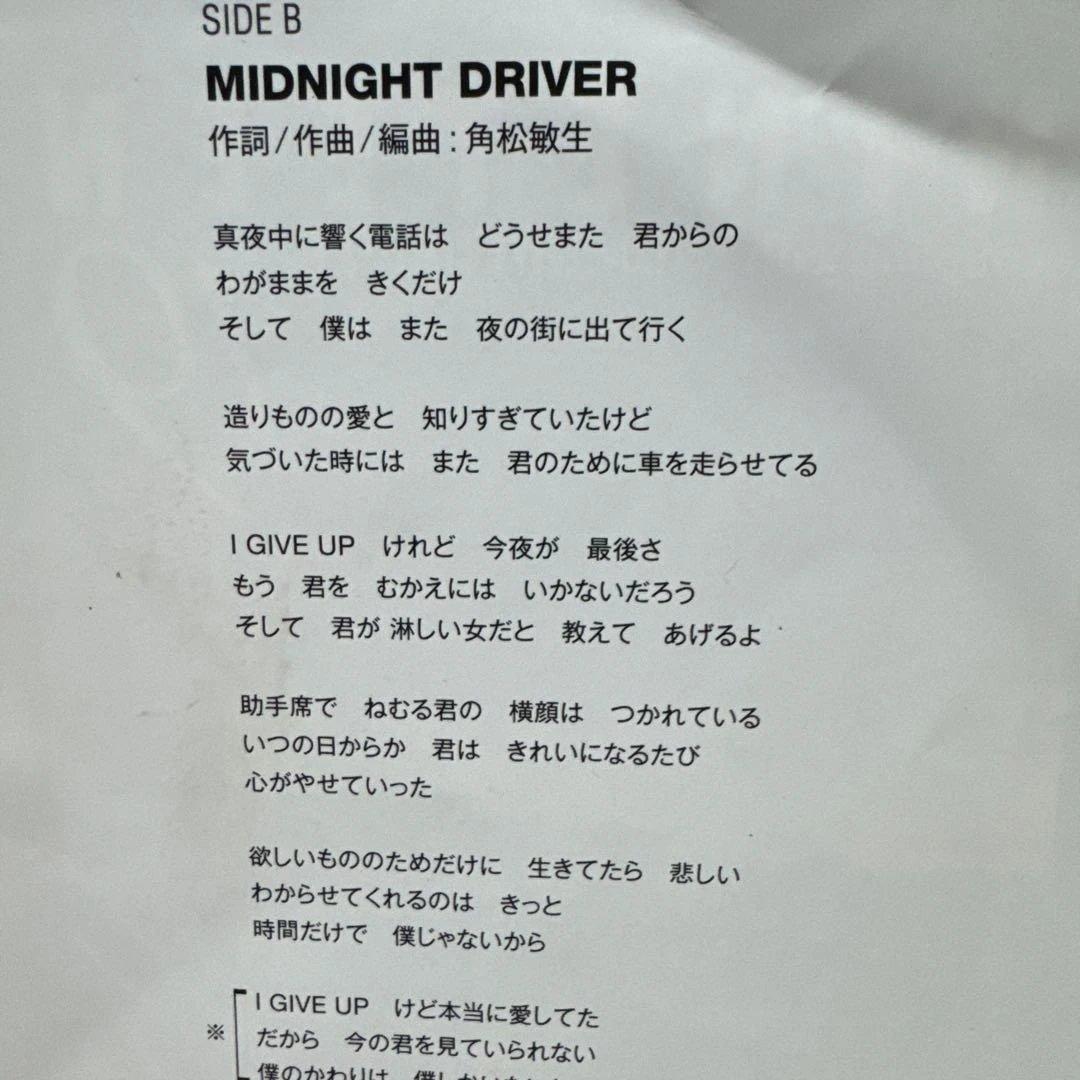 SIDE B
MIDNIGHT DRIVER
作詞/作曲/編曲:角松敏生
真夜中に響く電話は　どうせまた　君からの
わがままを　きくだけ
そして　僕は　また　夜の街に出て行く
造りものの愛と　知りすぎていたけど
気づいた時には　また　君のために車を走らせてる
I GIVE UP　けれど　今夜が　最後さ
もう　君を　むかえには　いかないだろう
そして　君が 淋しい女だと　教えて　あげるよ
助手席で　ねむる君の　横顔は　つかれている
いつの日からか　君は　きれいになるたび
心がやせていった
欲しいもののためだけに　生きてたら　悲しい
わからせてくれるのは　きっと
時間だけで　僕じゃないから
※
I GIVE UP　けど本当に愛してた
だから　今の君を見ていられない
僕のかわりは